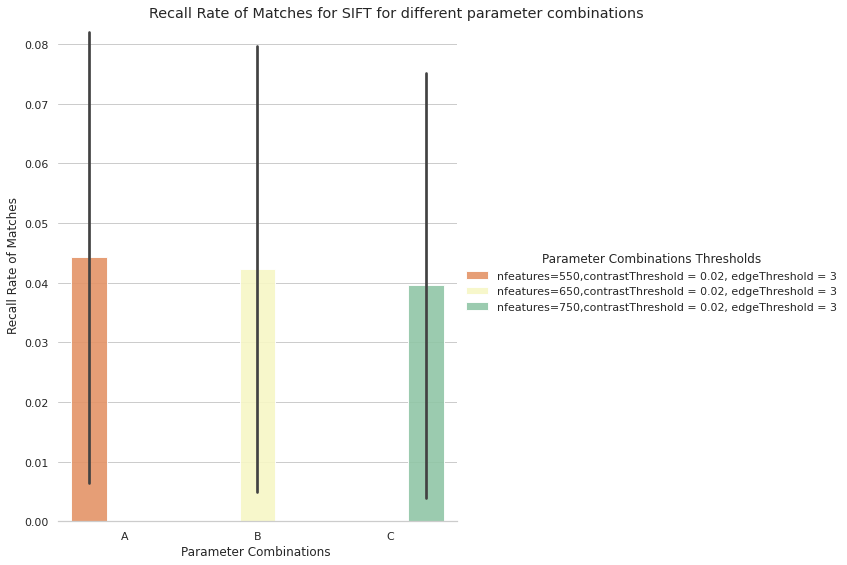 Recall Rate of Matches for SIFT for different parameter combinations
0.08
0.07
0.06
0.05
0.04
0.03
0.02
0.01
0.00
Recall Rate of Matches
A
B
C
Parameter Combinations
Parameter Combinations Thresholds
nfeatures=550,contrastThreshold = 0.02, edgeThreshold = 3
nfeatures=650,contrastThreshold = 0.02, edgeThreshold = 3
nfeatures=750,contrastThreshold = 0.02, edgeThreshold = 3